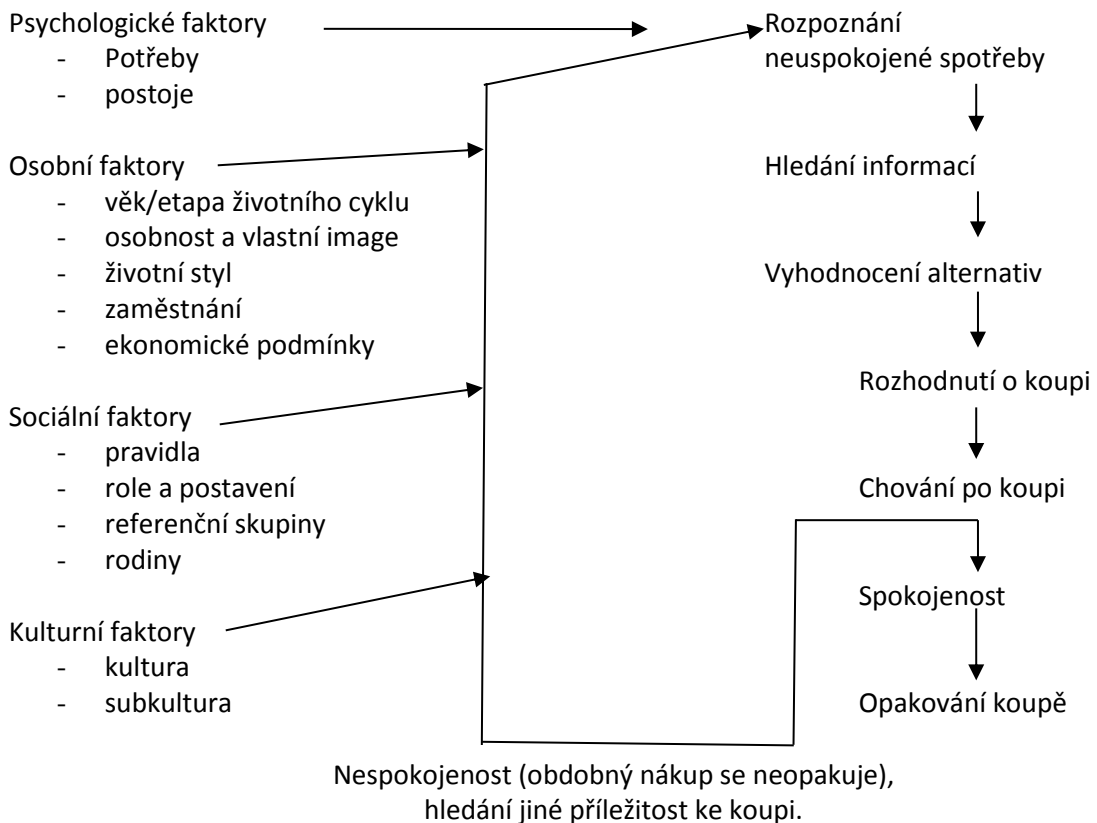 Psychologické faktory
- Potřeby
- postoje
Osobní faktory
- věk/etapa životního cyklu
- osobnost a vlastní image
- životní styl
- zaměstnání
- ekonomické podmínky
Sociální faktory
- pravidla
- role a postavení
- referenční skupiny
- rodiny
Kulturní faktory
- kultura
- subkultura
Rozpoznání
neuspokojené spotřeby
Hledání informací
Vyhodnocení alternativ
Rozhodnutí o koupi
Chování po koupi
Spokojenost
Opakování koupě
Nespokojenost (obdobný nákup se neopakuje),
hledání jiné příležitost ke koupi.